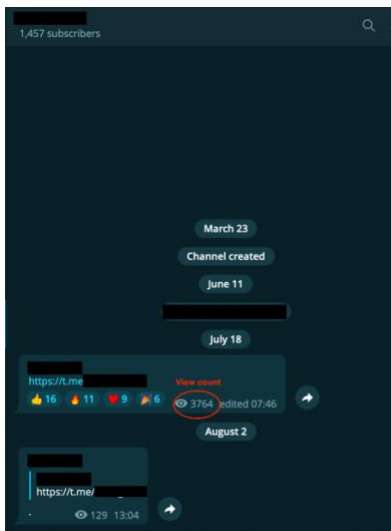 1,457 subscribers
March 23
Channel created
June 11
July 18
https://t.me
View count
👍 16 🔥 11 ❤ 9 🎉 6 3764 edited 07:46
August 2
https://t.me/
. 129 13:04